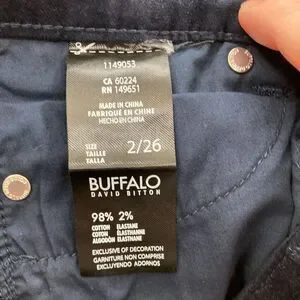 1149053
CA 60224
RN 149651
MADE IN CHINA
FABRIQUÉ EN CHINE
HECHO EN CHINA
SIZE
TAILLE
TALLA
2/26
BUFFALO
DAVID BITTON
98% 2%
COTTON ELASTANE
COTON ÉLASTHANNE
ALGODÓN ELASTANO
EXCLUSIVE OF DECORATION
GARNITURE NON COMPRISE
EXCLUYENDO ADORNOS